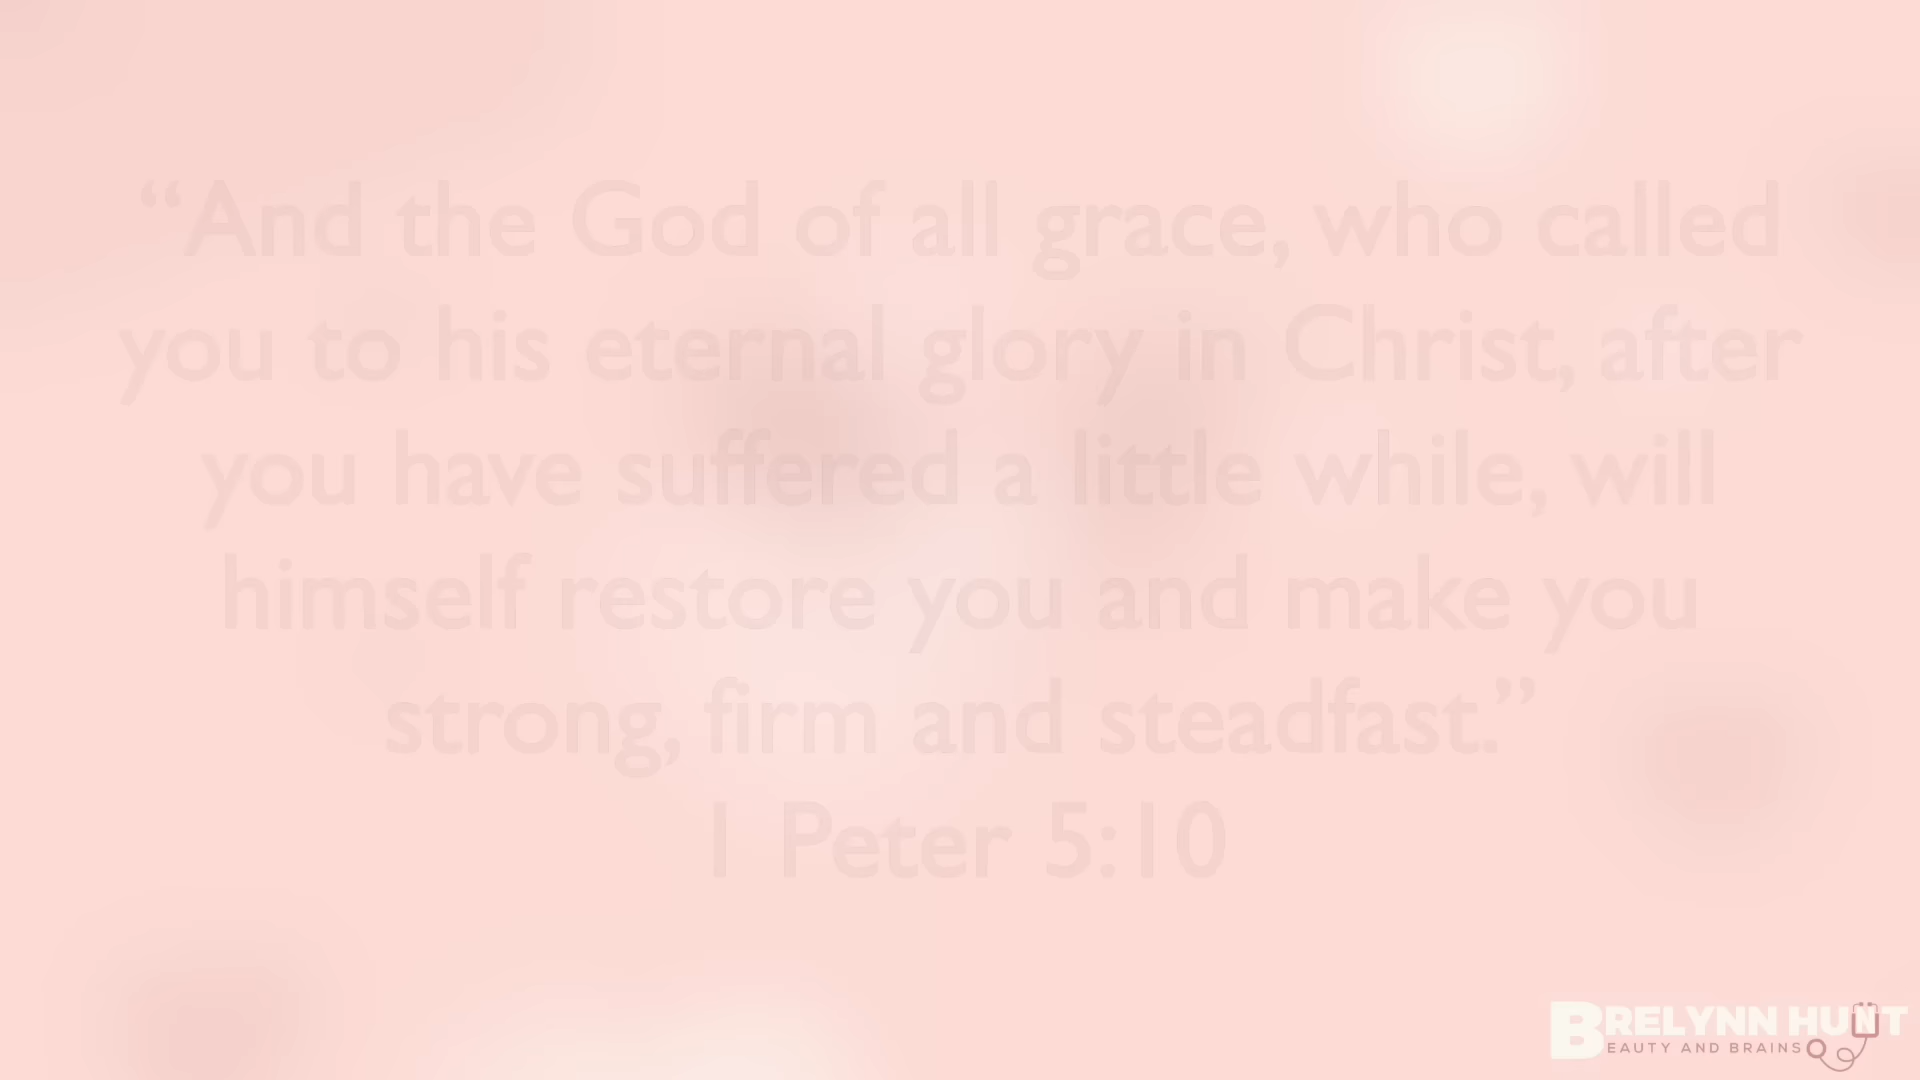 “And the God of all grace, who called
you to his eternal glory in Christ, after
you have suffered a little while, will
himself restore you and make you
strong, firm and steadfast.”
1 Peter 5:10
BRELYNN HUNT
BEAUTY AND BRAINS